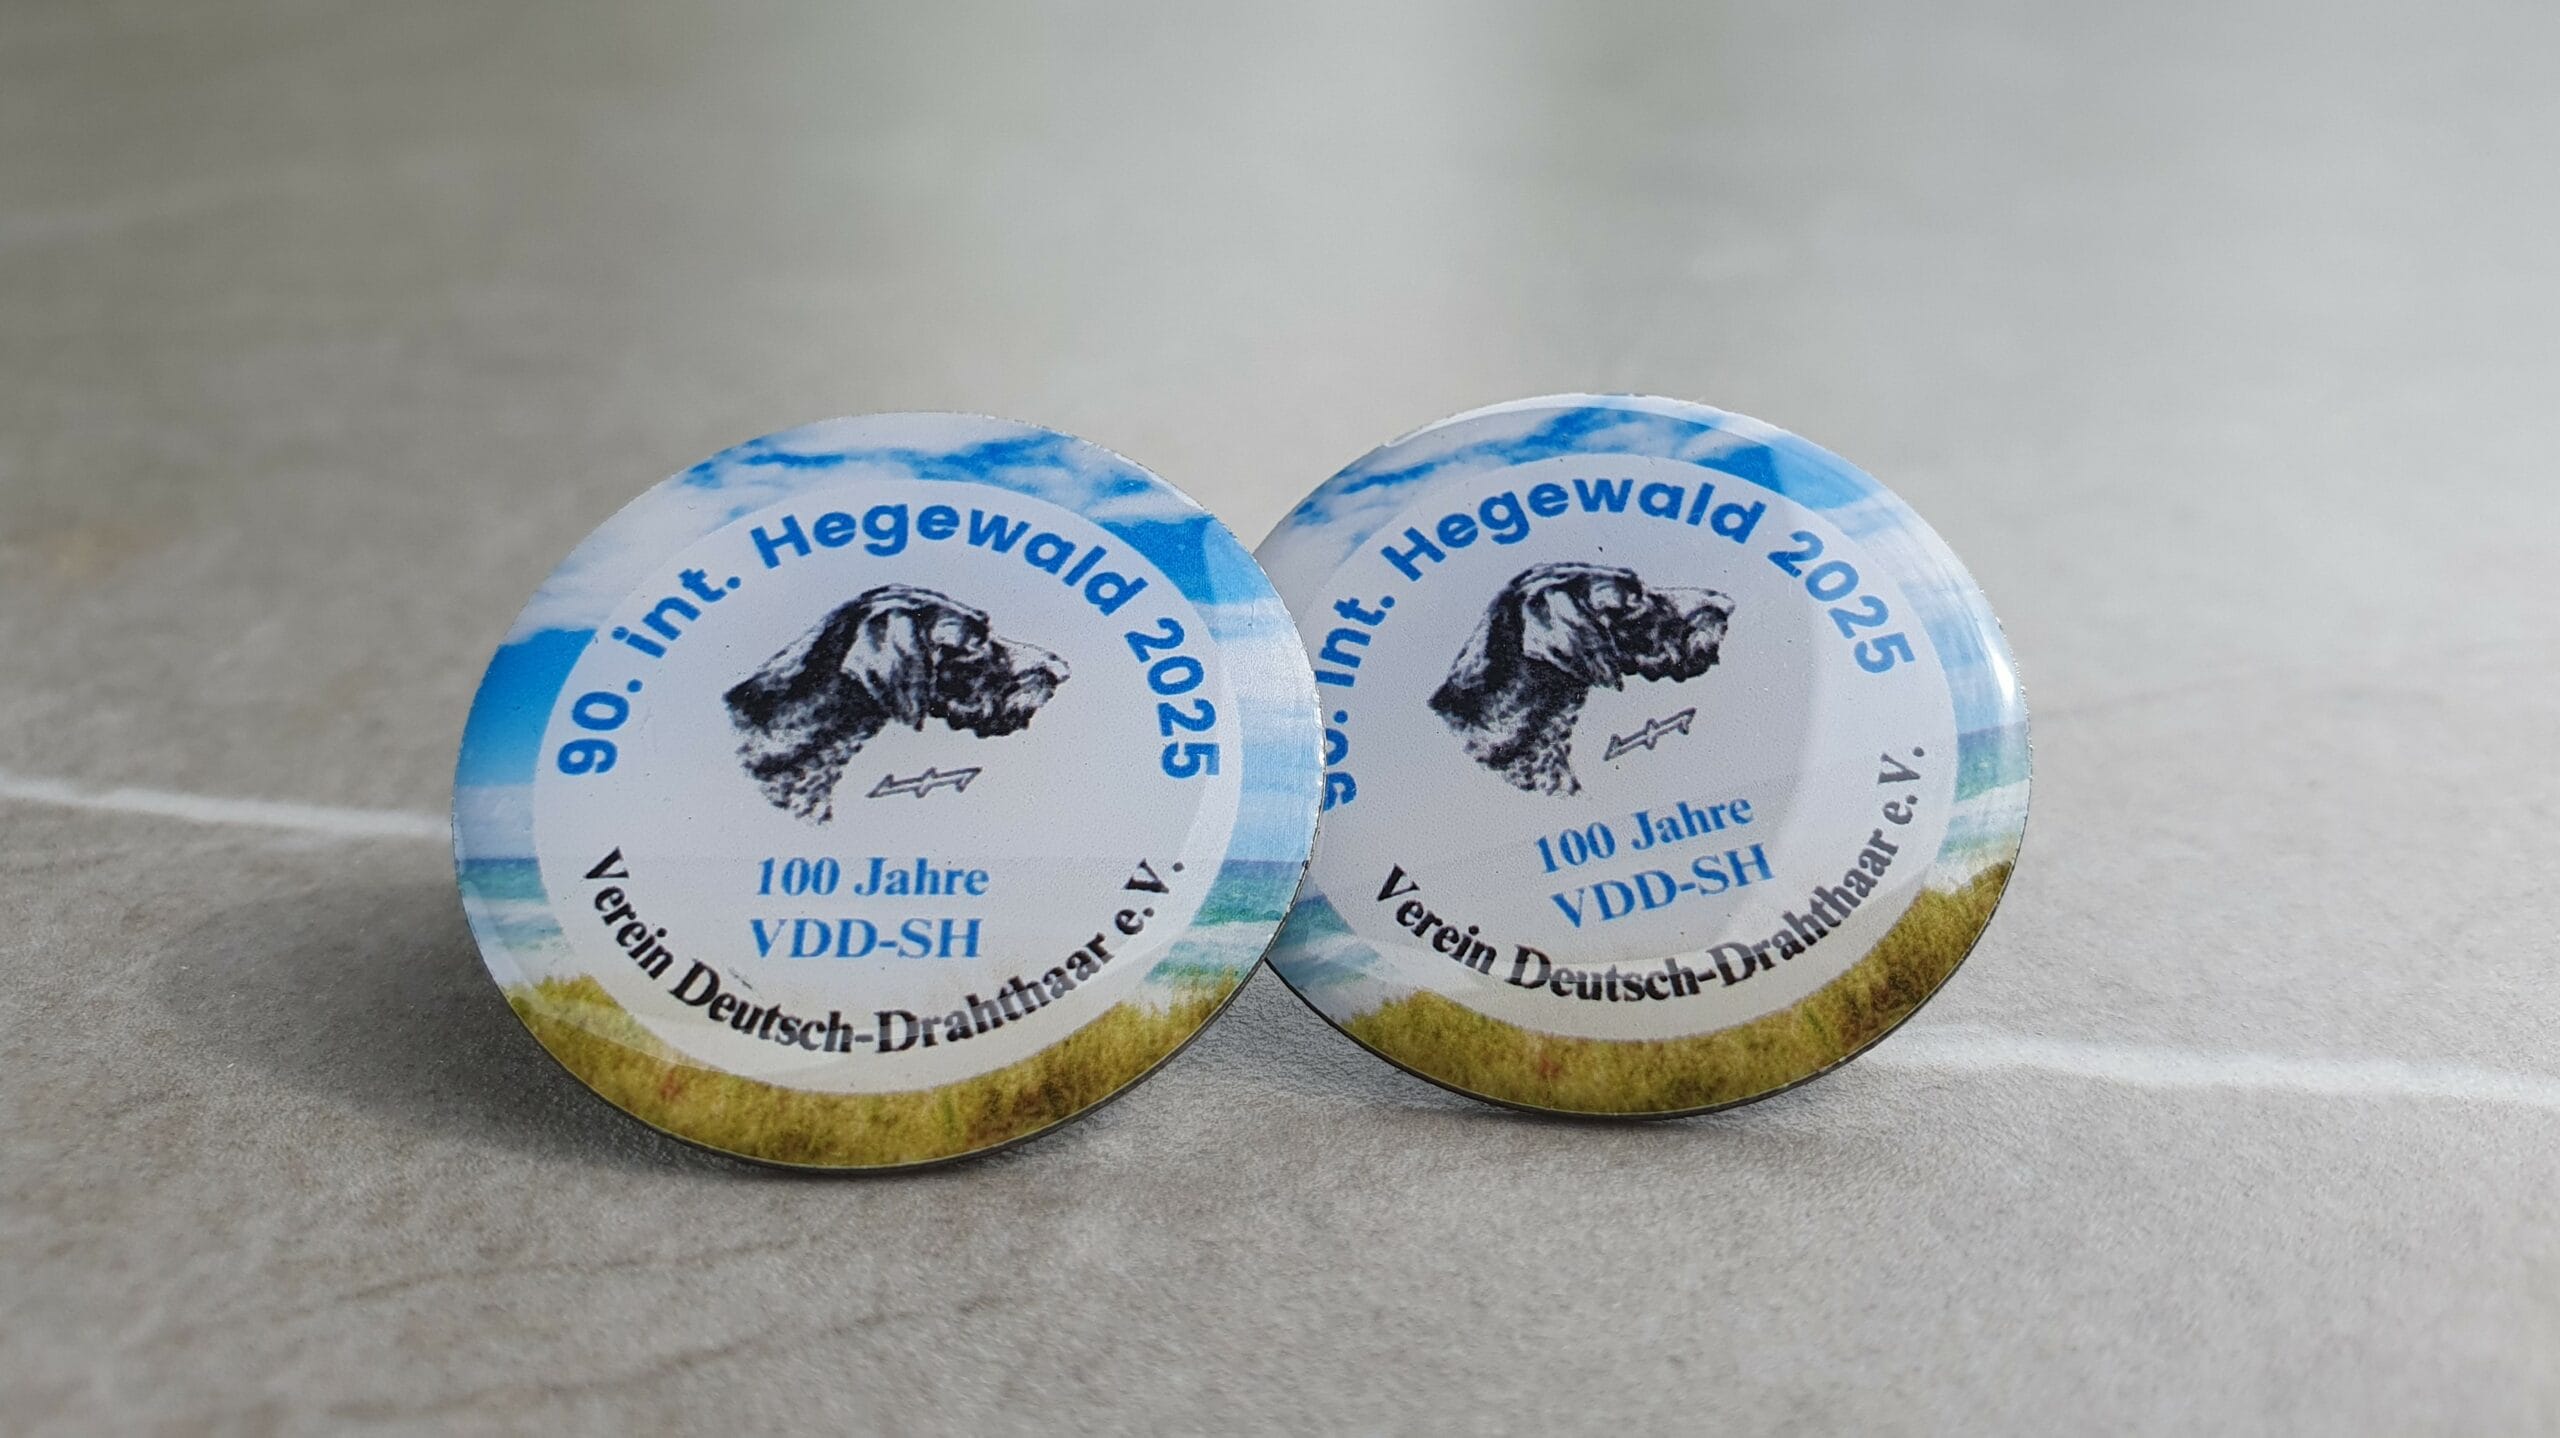 90. int. Hegewald 2025
100 Jahre
VDD-SH
Verein Deutsch-Drahthaar e.V.
90. int. Hegewald 2025
100 Jahre
VDD-SH
Verein Deutsch-Drahthaar e.V.